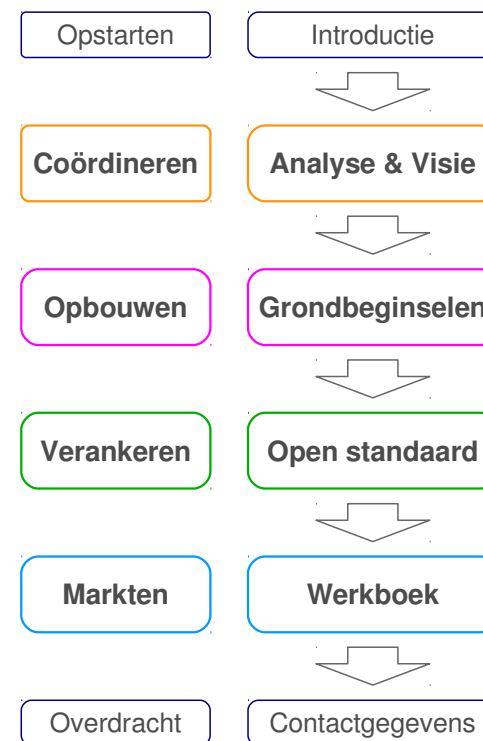 Opstarten
Introductie
Coördineren
Analyse & Visie
Opbouwen
Grondbeginselen
Verankeren
Open standaard
Markten
Werkboek
Overdracht
Contactgegevens